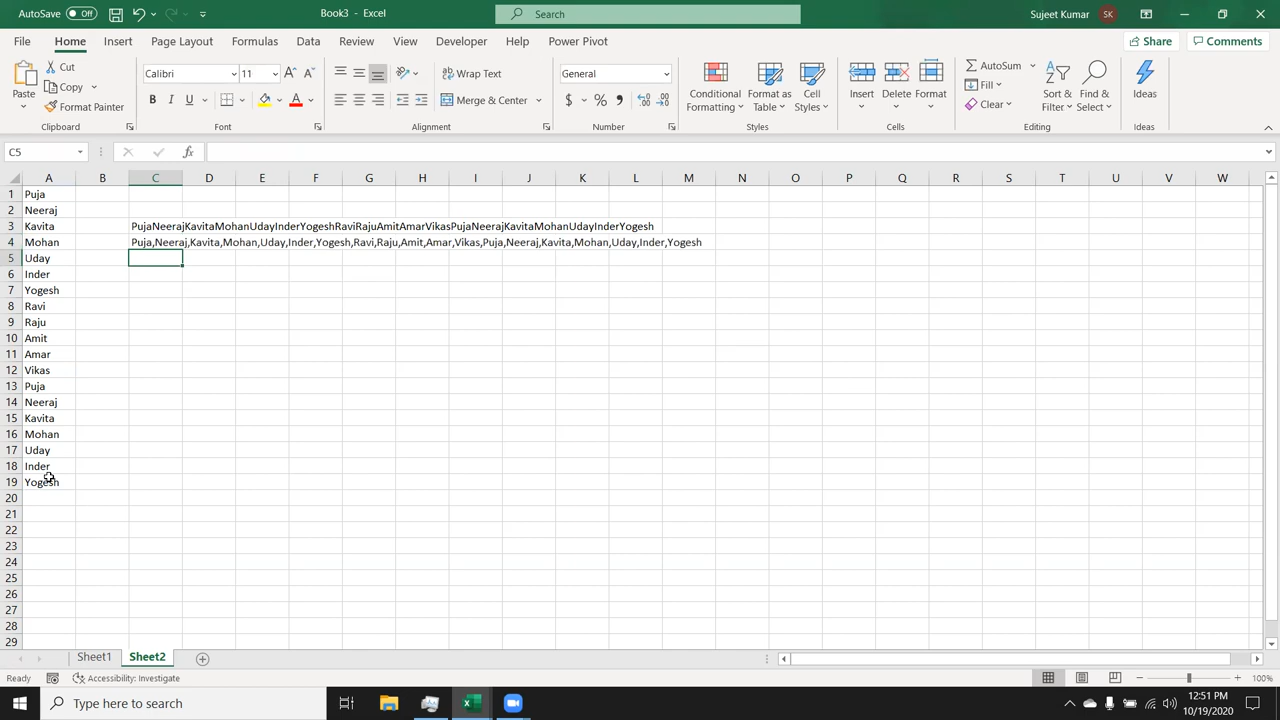 AutoSave Off Book3 - Excel Search Sujeet Kumar SK
File Home Insert Page Layout Formulas Data Review View Developer Help Power Pivot Share Comments
Cut Calibri 11 Wrap Text General AutoSum
Copy Fill
Paste Format Painter Merge & Center Conditional Formatting Format as Table Cell Styles Insert Delete Format Clear Sort & Filter Find & Select Ideas
Clipboard Font Alignment Number Styles Cells Editing Ideas
C5 fx
A B C D E F G H I J K L M N O P Q R S T U V W
1 Puja
2 Neeraj
3 Kavita PujaNeerajKavitaMohanUdayInderYogeshRaviRajuAmitAmarVikasPujaNeerajKavitaMohanUdayInderYogesh
4 Mohan Puja,Neeraj,Kavita,Mohan,Uday,Inder,Yogesh,Ravi,Raju,Amit,Amar,Vikas,Puja,Neeraj,Kavita,Mohan,Uday,Inder,Yogesh
5 Uday
6 Inder
7 Yogesh
8 Ravi
9 Raju
10 Amit
11 Amar
12 Vikas
13 Puja
14 Neeraj
15 Kavita
16 Mohan
17 Uday
18 Inder
19 Yogesh
20
21
22
23
24
25
26
27
28
29
Sheet1 Sheet2
Ready Accessibility: Investigate 100%
Type here to search 12:51 PM
10/19/2020